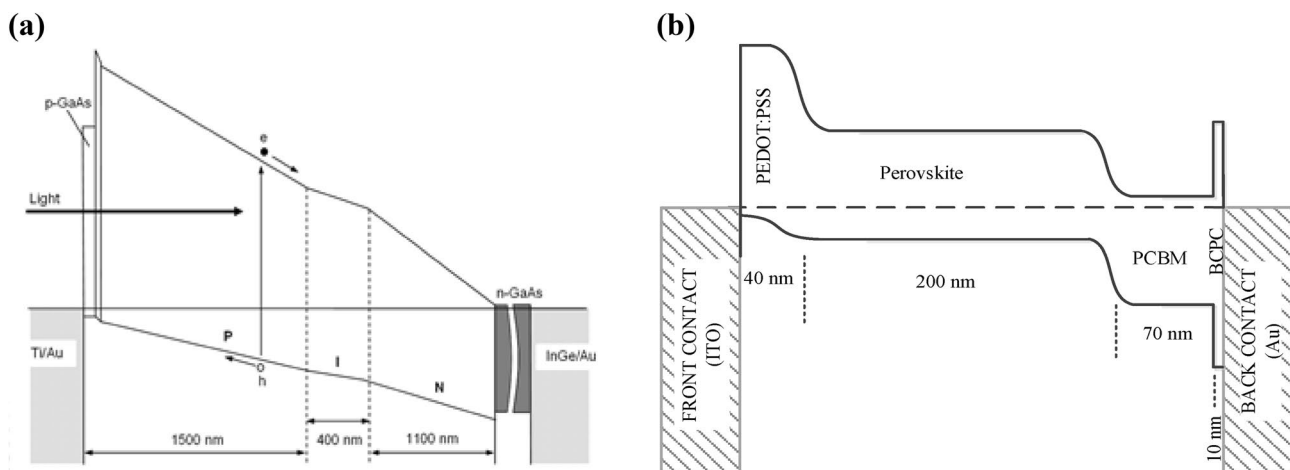 (a)
p-GaAs
e
Light
n-GaAs
Ti/Au
P
I
o
h
N
InGe/Au
1500 nm
400 nm
1100 nm
(b)
PEDOT:PSS
Perovskite
PCBM
BCPC
40 nm
200 nm
70 nm
10 nm
FRONT CONTACT
(ITO)
BACK CONTACT
(Au)